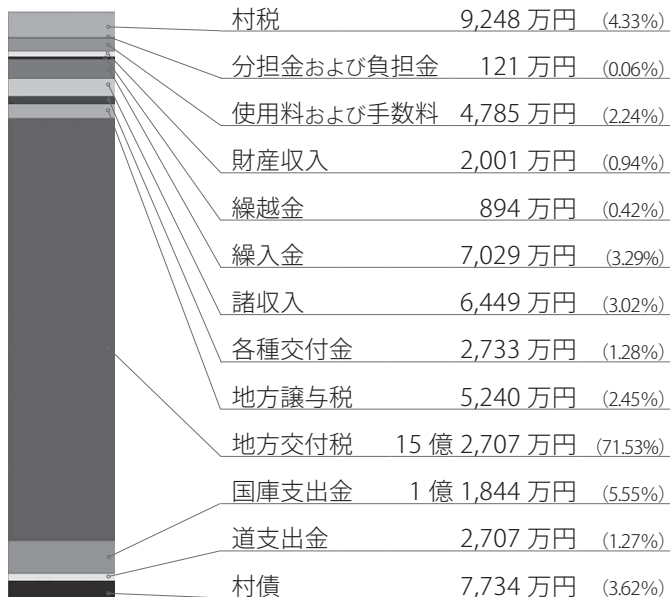 村税 9,248 万円 (4.33%)
分担金および負担金 121 万円 (0.06%)
使用料および手数料 4,785 万円 (2.24%)
財産収入 2,001 万円 (0.94%)
繰越金 894 万円 (0.42%)
繰入金 7,029 万円 (3.29%)
諸収入 6,449 万円 (3.02%)
各種交付金 2,733 万円 (1.28%)
地方譲与税 5,240 万円 (2.45%)
地方交付税 15 億 2,707 万円 (71.53%)
国庫支出金 1 億 1,844 万円 (5.55%)
道支出金 2,707 万円 (1.27%)
村債 7,734 万円 (3.62%)